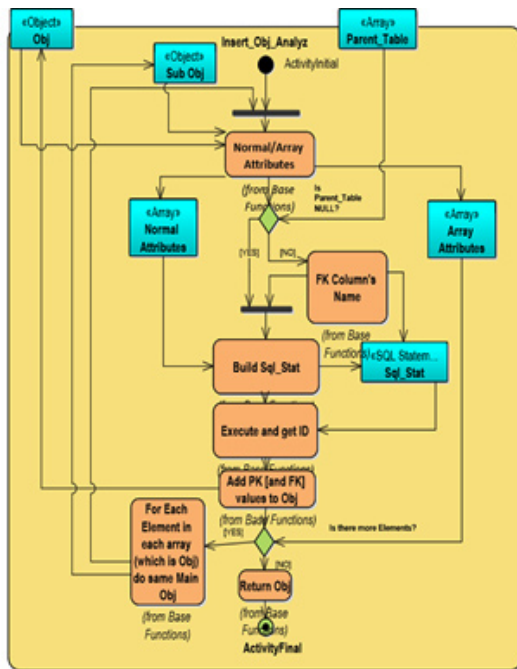 «Object»
Obj
«Array»
Parent_Table
Insert_Obj_Analyz
«Object»
Sub Obj
ActivityInitial
Normal/Array
Attributes
(from Base
Functions)
Is
Parent_Table
NULL?
«Array»
Normal
Attributes
«Array»
Array
Attributes
[YES]
[NO]
FK Column's
Name
(from Base
Functions)
Build Sql_Stat
«SQL Statem...
Sql_Stat
Execute and get ID
Add PK [and FK]
values to Obj
(from Base Functions)
[YES]
Is there more Elements?
For Each
Element in
each array
(which is Obj)
do same Main
Obj
(from Base
Functions)
[NO]
Return Obj
(from Base
Functions)
ActivityFinal